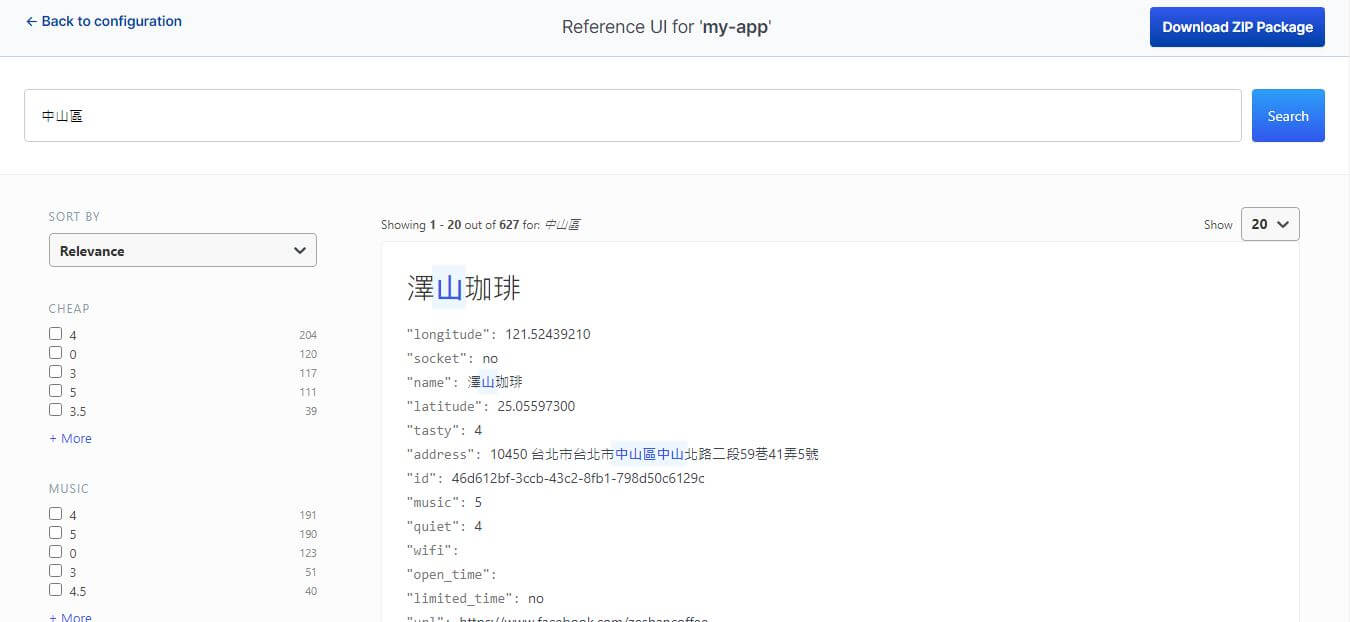 ← Back to configuration
Reference UI for 'my-app'
Download ZIP Package
中山區
Search
SORT BY
Relevance
CHEAP
4 204
0 120
3 117
5 111
3.5 39
+ More
MUSIC
4 191
5 190
0 123
3 51
4.5 40
+ More
Showing 1 - 20 out of 627 for: 中山區
Show 20
澤山珈琲
"longitude": 121.52439210
"socket": no
"name": 澤山珈琲
"latitude": 25.05597300
"tasty": 4
"address": 10450 台北市台北市中山區中山北路二段59巷41弄5號
"id": 46d612bf-3ccb-43c2-8fb1-798d50c6129c
"music": 5
"quiet": 4
"wifi":
"open_time":
"limited_time": no
"url": https://www.facebook.com/zeshancoffee